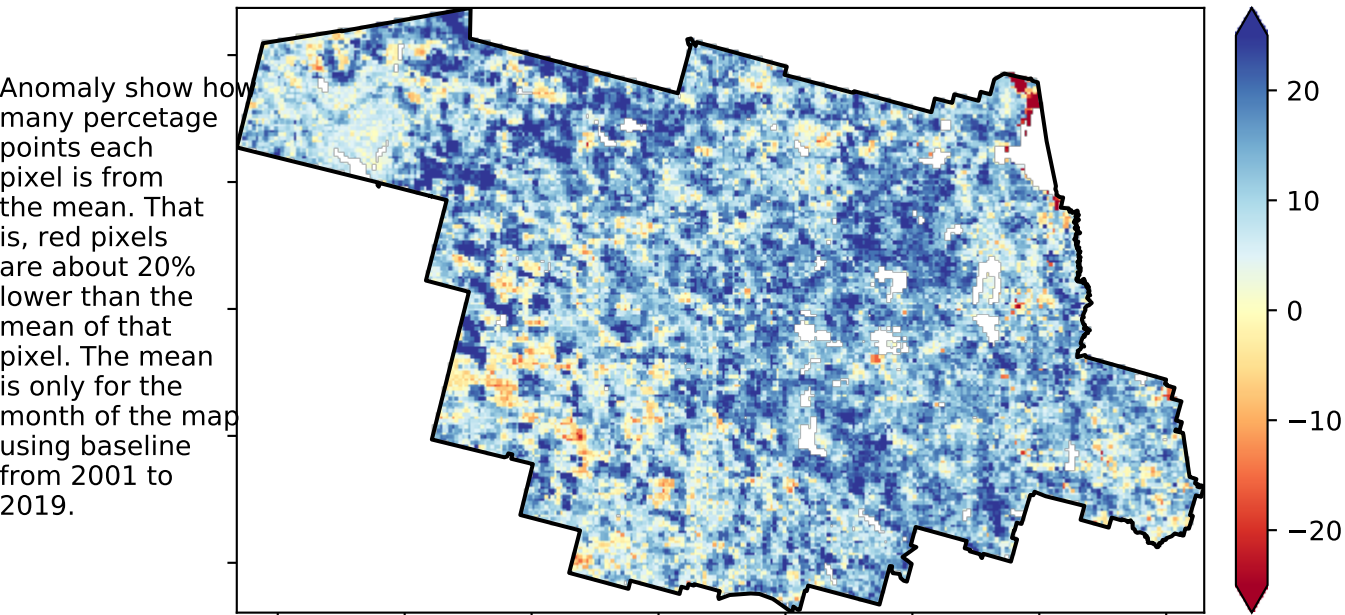 Anomaly show how
many percetage
points each
pixel is from
the mean. That
is, red pixels
are about 20%
lower than the
mean of that
pixel. The mean
is only for the
month of the map
using baseline
from 2001 to
2019.
20
10
0
−10
−20